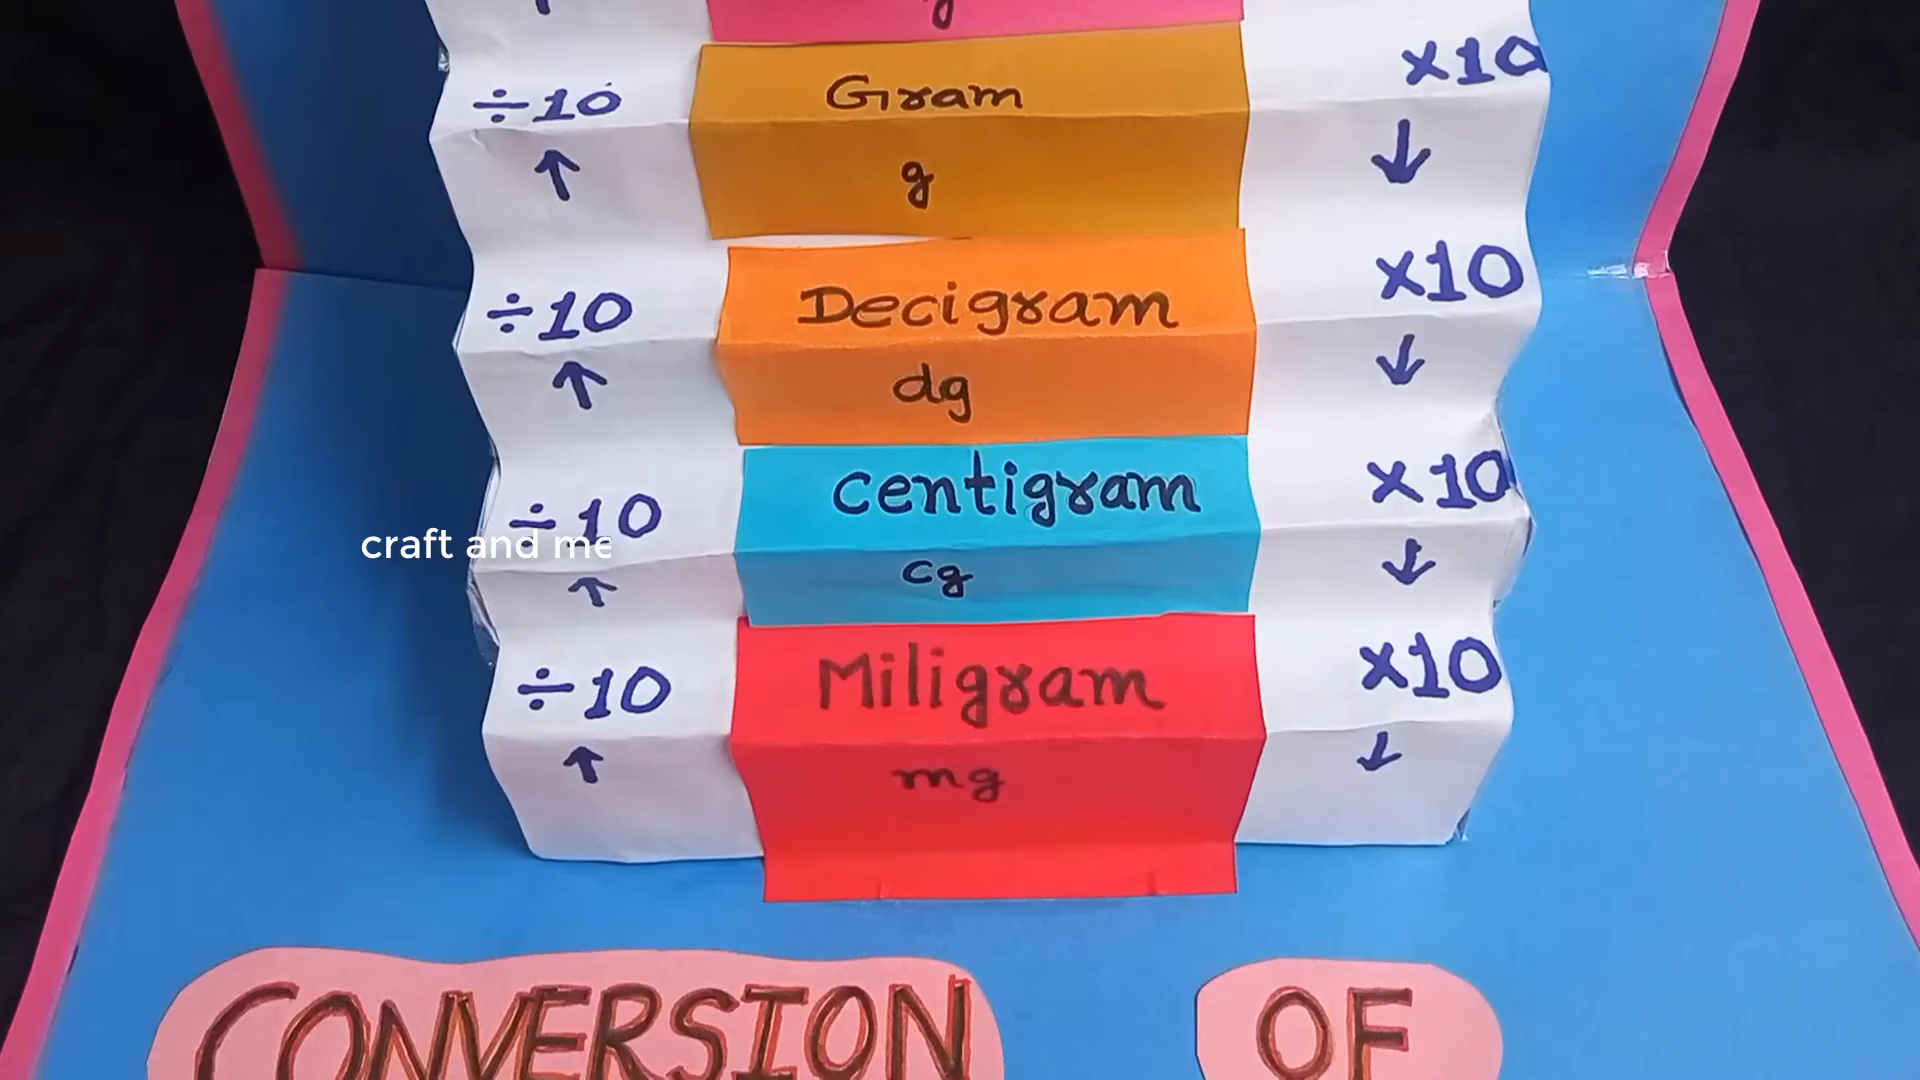 ÷10 Gram ×10
↑ g ↓
÷10 Decigram ×10
↑ dg ↓
÷10 Centigram ×10
craft and me
↑ cg ↓
÷10 Miligram ×10
↑ mg ↓
CONVERSION OF